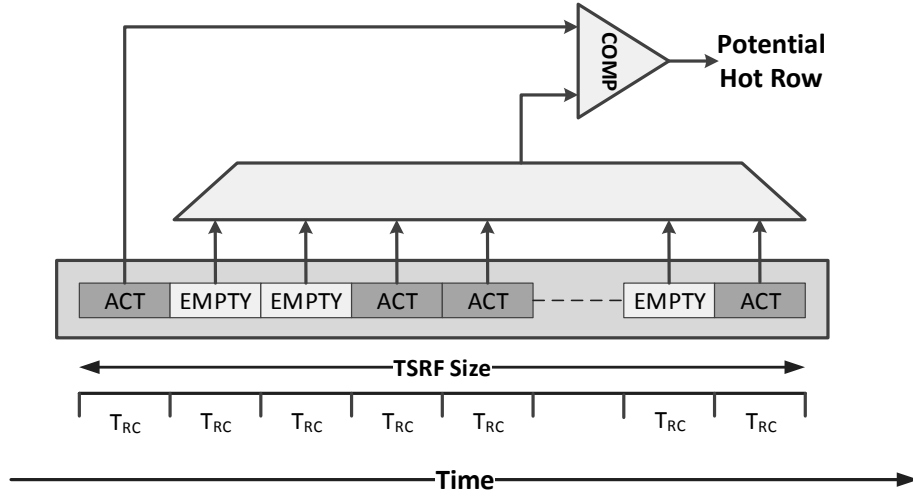 COMP
Potential
Hot Row
ACT EMPTY EMPTY ACT ACT EMPTY ACT
TSRF Size
TRC TRC TRC TRC TRC TRC TRC
Time